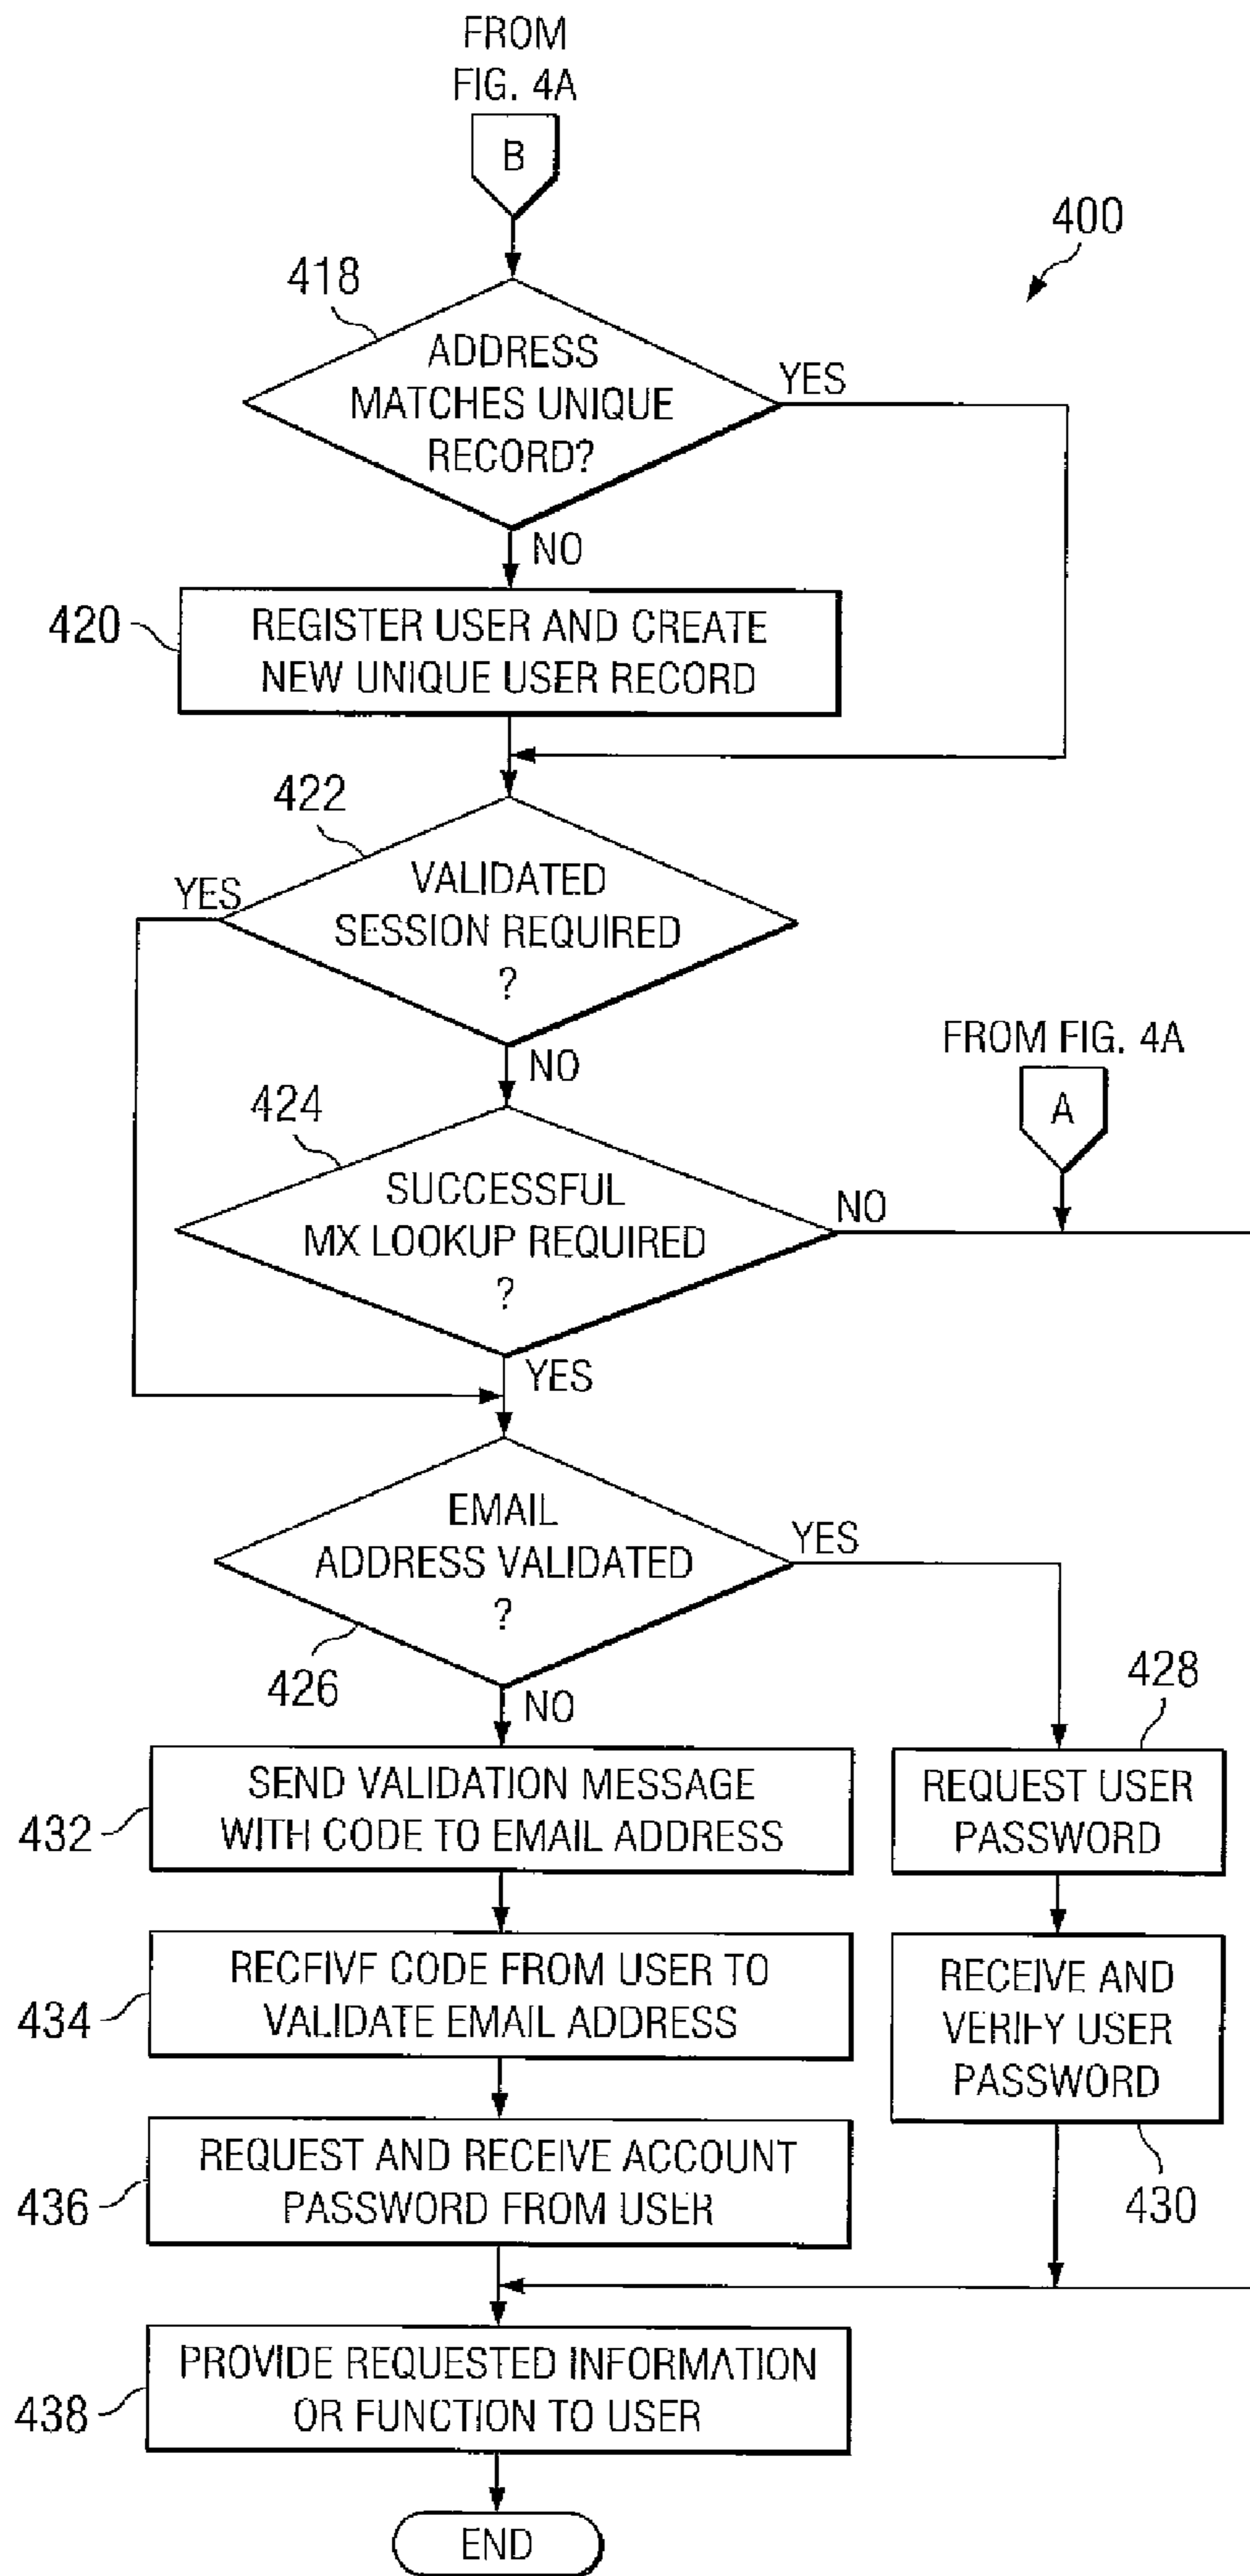 FROM
FIG. 4A
B
400
418
ADDRESS
MATCHES UNIQUE
RECORD?
YES
NO
420
REGISTER USER AND CREATE
NEW UNIQUE USER RECORD
422
VALIDATED
SESSION REQUIRED
?
YES
NO
FROM FIG. 4A
A
424
SUCCESSFUL
MX LOOKUP REQUIRED
?
NO
YES
EMAIL
ADDRESS VALIDATED
?
YES
426
NO
428
432
SEND VALIDATION MESSAGE
WITH CODE TO EMAIL ADDRESS
REQUEST USER
PASSWORD
434
RECFIVF CODE FROM USER TO
VALIDATE EMAIL ADDRESS
RECEIVE AND
VERIFY USER
PASSWORD
430
436
REQUEST AND RECEIVE ACCOUNT
PASSWORD FROM USER
438
PROVIDE REQUESTED INFORMATION
OR FUNCTION TO USER
END